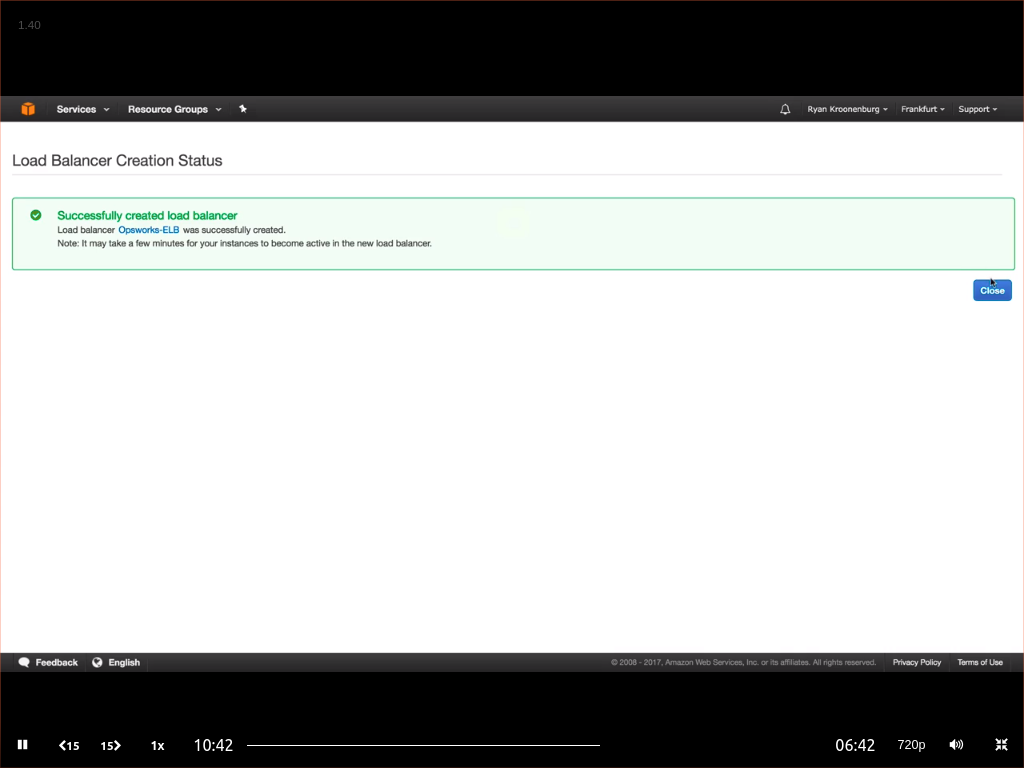 1.40
Services Resource Groups Ryan Kroonenburg Frankfurt Support
Load Balancer Creation Status
Successfully created load balancer
Load balancer Opsworks-ELB was successfully created.
Note: It may take a few minutes for your instances to become active in the new load balancer.
Close
Feedback English © 2008 - 2017, Amazon Web Services, Inc. or its affiliates. All rights reserved. Privacy Policy Terms of Use
15 15 1x 10:42 06:42 720p